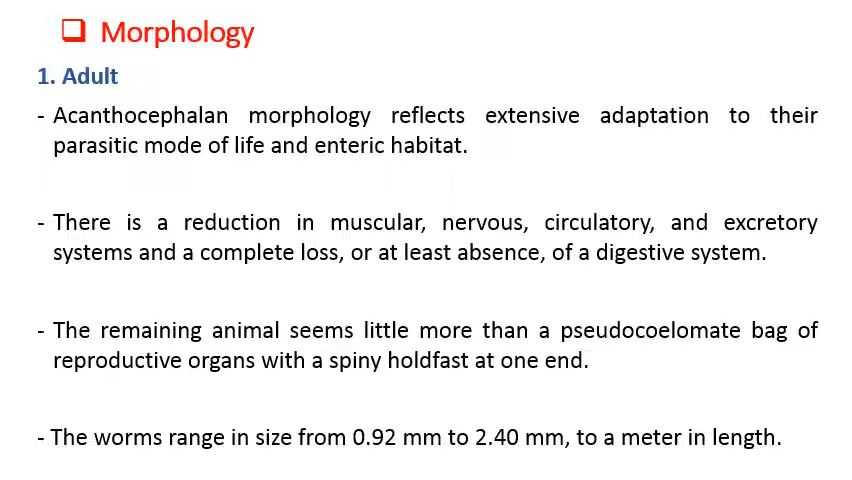 ❑ Morphology
1. Adult
- Acanthocephalan morphology reflects extensive adaptation to their
parasitic mode of life and enteric habitat.
- There is a reduction in muscular, nervous, circulatory, and excretory
systems and a complete loss, or at least absence, of a digestive system.
- The remaining animal seems little more than a pseudocoelomate bag of
reproductive organs with a spiny holdfast at one end.
- The worms range in size from 0.92 mm to 2.40 mm, to a meter in length.